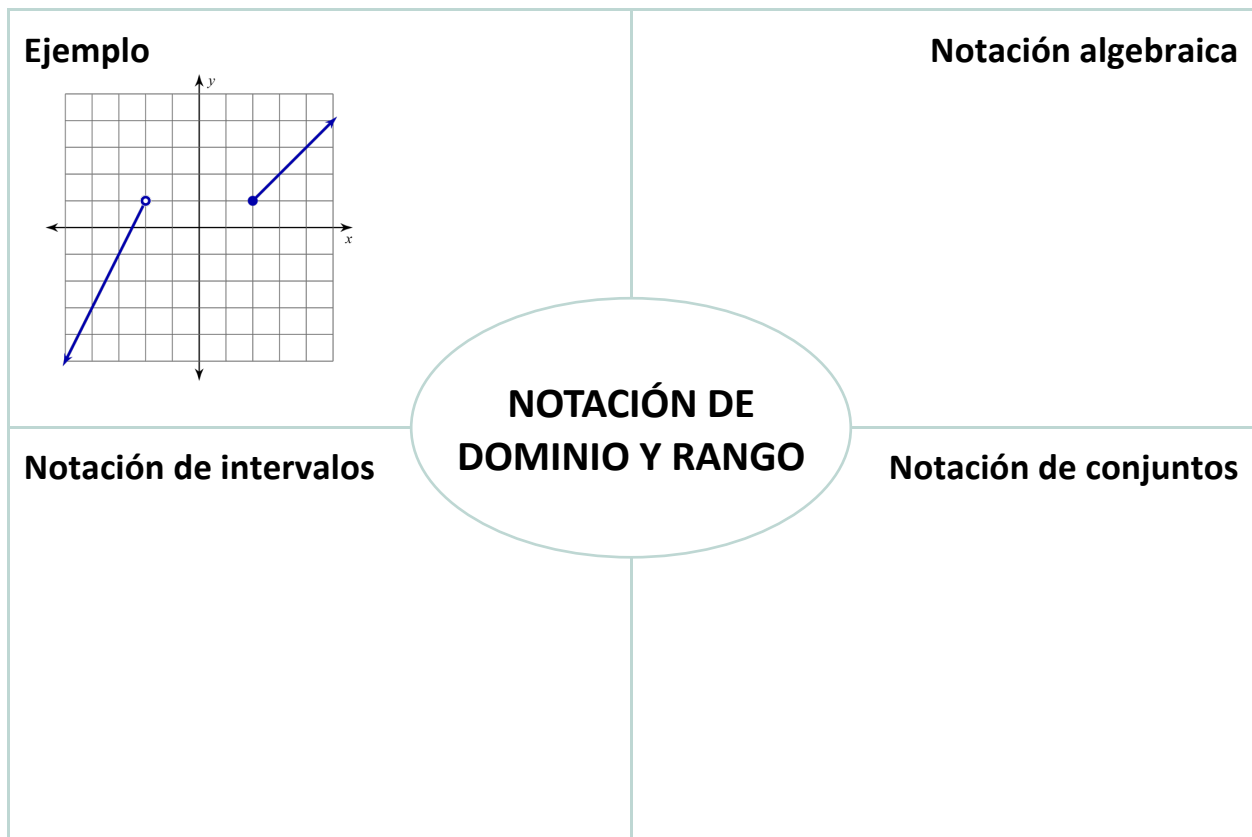 Ejemplo
Notación algebraica
y
x
NOTACIÓN DE
DOMINIO Y RANGO
Notación de intervalos
Notación de conjuntos